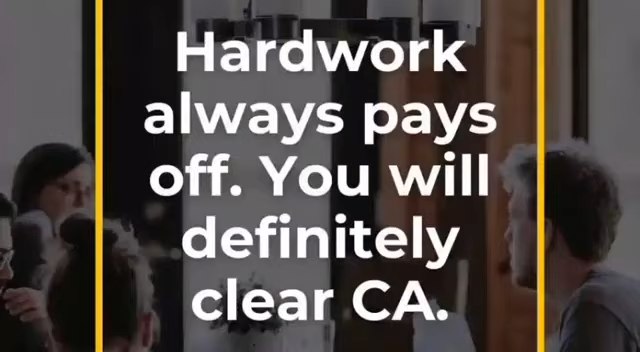 Hardwork
always pays
off. You will
definitely
clear CA.